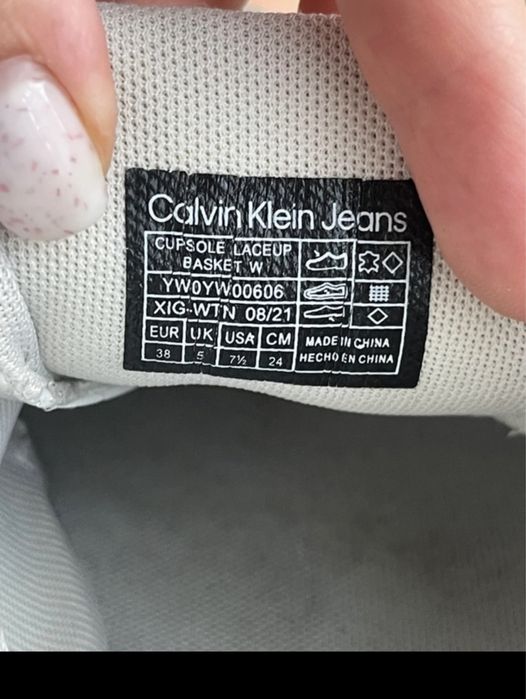 Calvin Klein Jeans
CUPSOLE LACEUP
BASKET W
YW0YW00606
XIG-WTN 08/21
EUR UK USA CM
38 5 7½ 24
MADE IN CHINA
HECHO EN CHINA